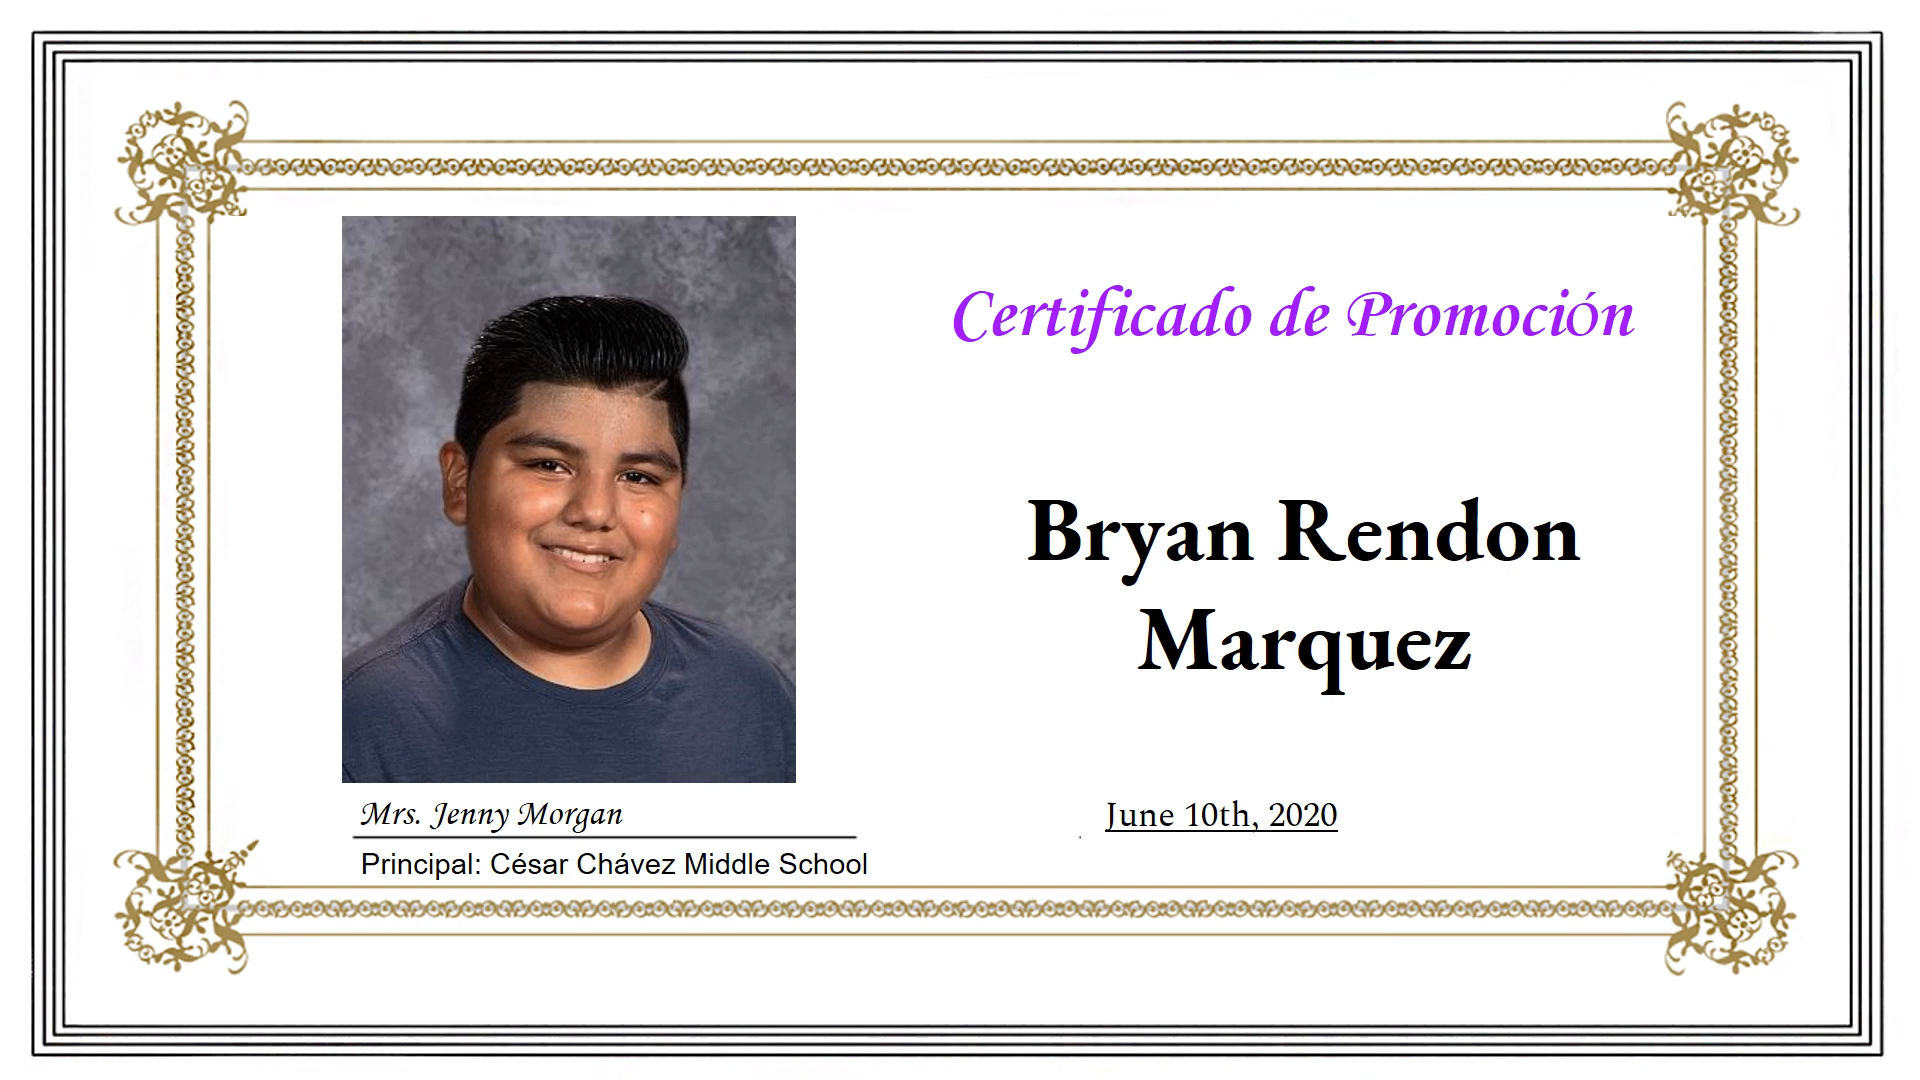 Certificado de Promoción
Bryan Rendon
Marquez
Mrs. Jenny Morgan
June 10th, 2020
Principal: César Chávez Middle School